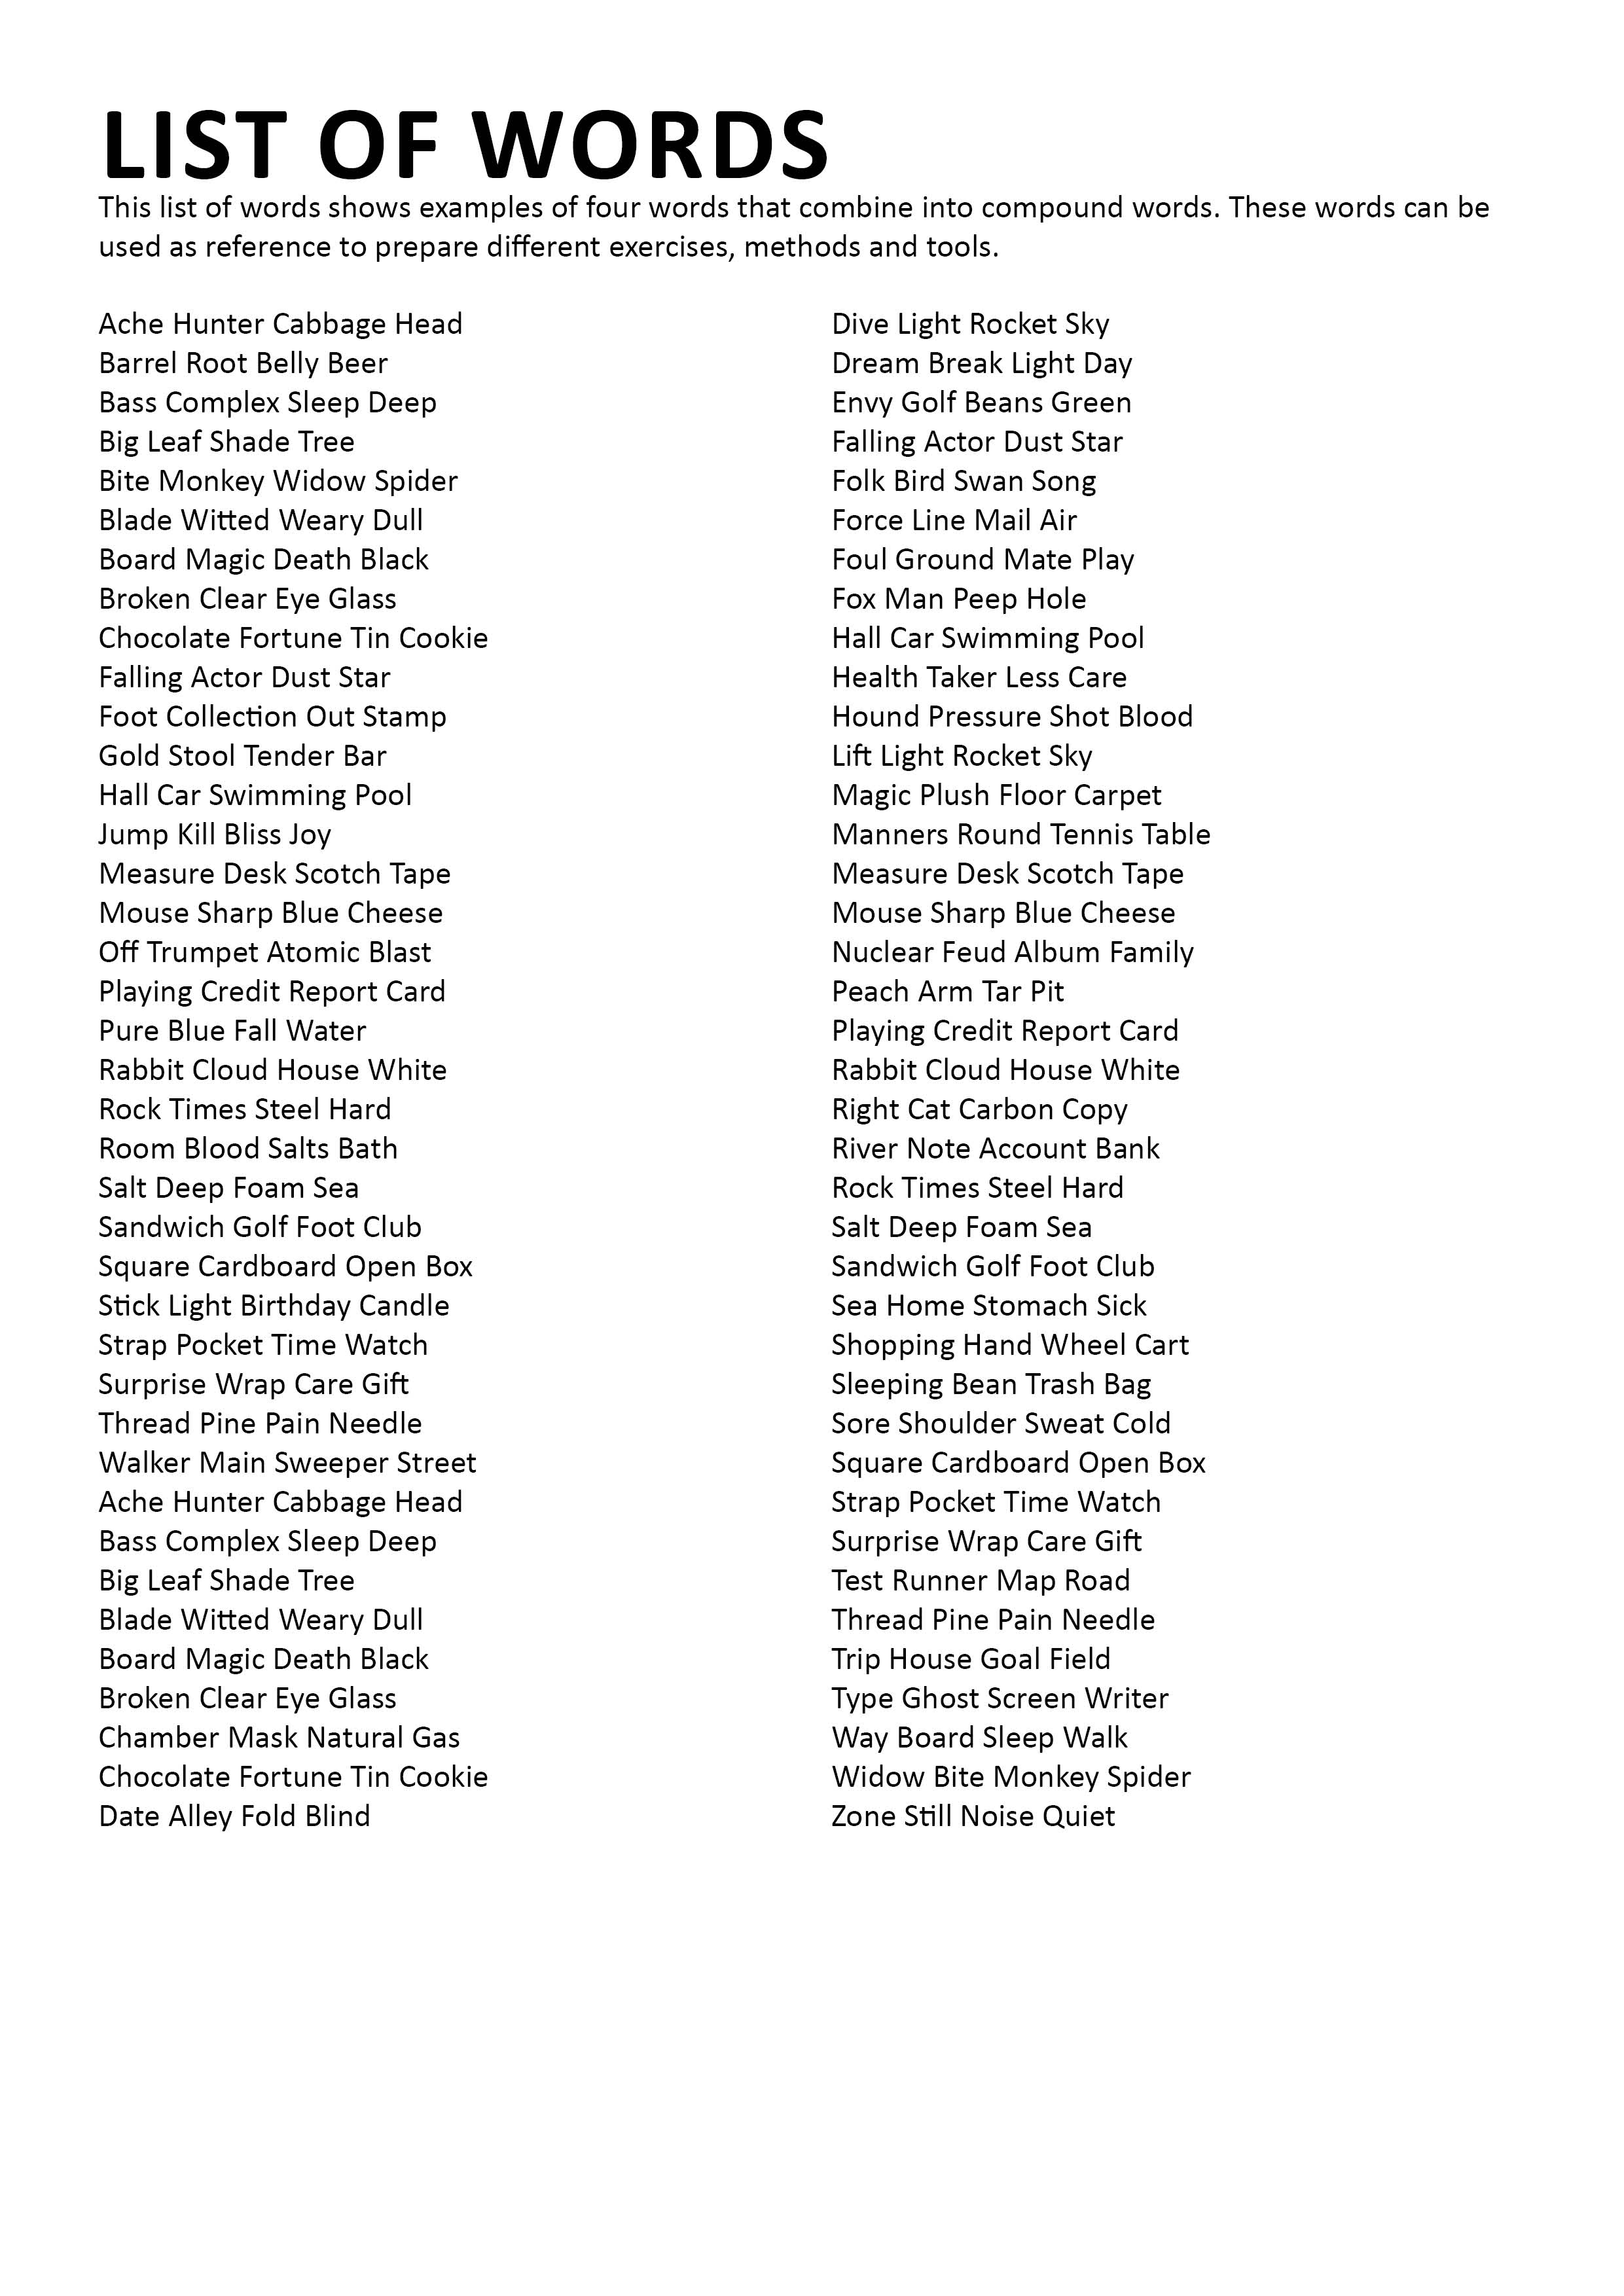 LIST OF WORDS
This list of words shows examples of four words that combine into compound words. These words can be
used as reference to prepare different exercises, methods and tools.
Ache Hunter Cabbage Head
Barrel Root Belly Beer
Bass Complex Sleep Deep
Big Leaf Shade Tree
Bite Monkey Widow Spider
Blade Witted Weary Dull
Board Magic Death Black
Broken Clear Eye Glass
Chocolate Fortune Tin Cookie
Falling Actor Dust Star
Foot Collection Out Stamp
Gold Stool Tender Bar
Hall Car Swimming Pool
Jump Kill Bliss Joy
Measure Desk Scotch Tape
Mouse Sharp Blue Cheese
Off Trumpet Atomic Blast
Playing Credit Report Card
Pure Blue Fall Water
Rabbit Cloud House White
Rock Times Steel Hard
Room Blood Salts Bath
Salt Deep Foam Sea
Sandwich Golf Foot Club
Square Cardboard Open Box
Stick Light Birthday Candle
Strap Pocket Time Watch
Surprise Wrap Care Gift
Thread Pine Pain Needle
Walker Main Sweeper Street
Ache Hunter Cabbage Head
Bass Complex Sleep Deep
Big Leaf Shade Tree
Blade Witted Weary Dull
Board Magic Death Black
Broken Clear Eye Glass
Chamber Mask Natural Gas
Chocolate Fortune Tin Cookie
Date Alley Fold Blind
Dive Light Rocket Sky
Dream Break Light Day
Envy Golf Beans Green
Falling Actor Dust Star
Folk Bird Swan Song
Force Line Mail Air
Foul Ground Mate Play
Fox Man Peep Hole
Hall Car Swimming Pool
Health Taker Less Care
Hound Pressure Shot Blood
Lift Light Rocket Sky
Magic Plush Floor Carpet
Manners Round Tennis Table
Measure Desk Scotch Tape
Mouse Sharp Blue Cheese
Nuclear Feud Album Family
Peach Arm Tar Pit
Playing Credit Report Card
Rabbit Cloud House White
Right Cat Carbon Copy
River Note Account Bank
Rock Times Steel Hard
Salt Deep Foam Sea
Sandwich Golf Foot Club
Sea Home Stomach Sick
Shopping Hand Wheel Cart
Sleeping Bean Trash Bag
Sore Shoulder Sweat Cold
Square Cardboard Open Box
Strap Pocket Time Watch
Surprise Wrap Care Gift
Test Runner Map Road
Thread Pine Pain Needle
Trip House Goal Field
Type Ghost Screen Writer
Way Board Sleep Walk
Widow Bite Monkey Spider
Zone Still Noise Quiet